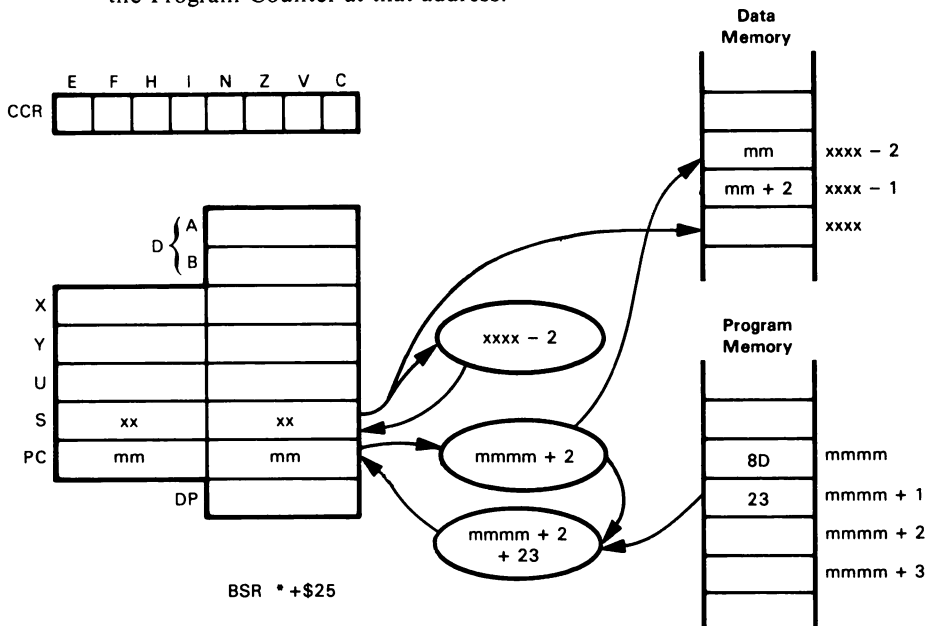 the Program Counter at that address.
Data
Memory
E F H I N Z V C
CCR
mm xxxx – 2
mm + 2 xxxx – 1
xxxx
D { A
B
X
Y
U
S xx xx
PC mm mm
DP
xxxx – 2
mmmm + 2
mmmm + 2
+ 23
Program
Memory
8D mmmm
23 mmmm + 1
mmmm + 2
mmmm + 3
BSR *+$25